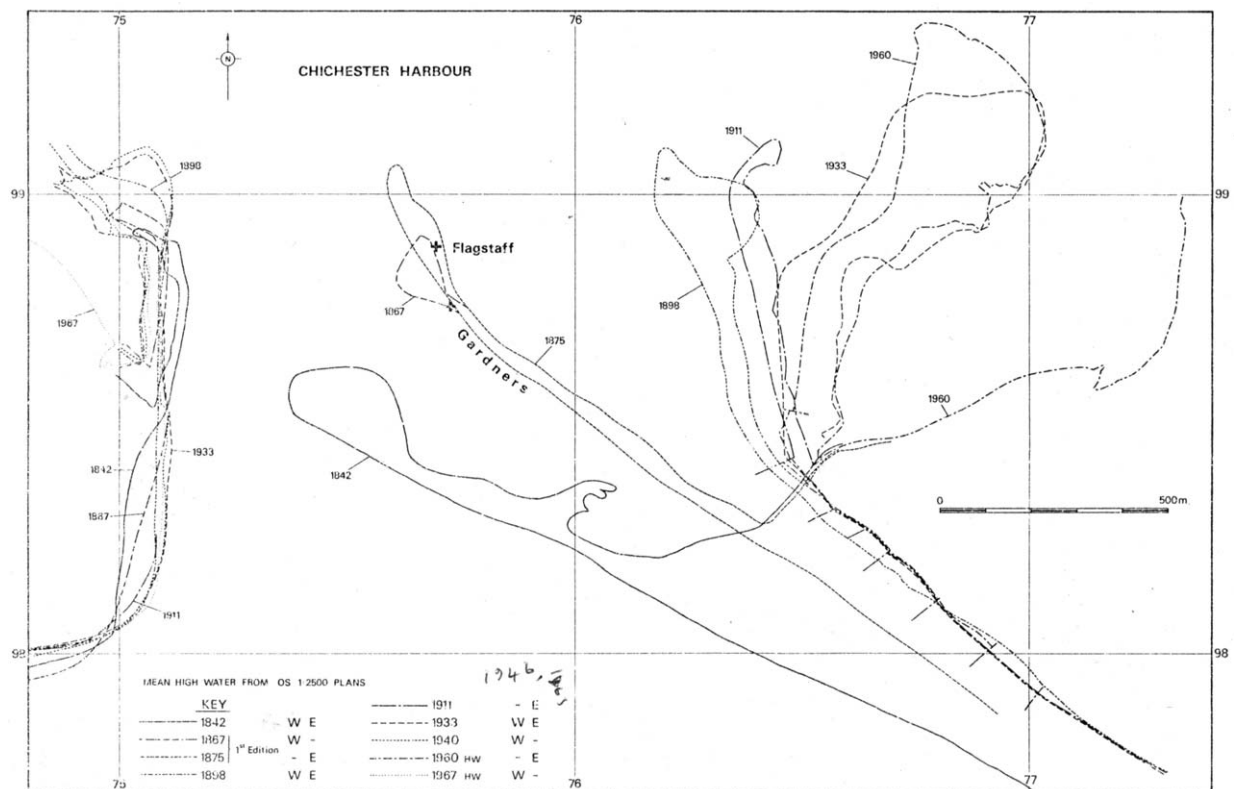 75 76 77
N
CHICHESTER HARBOUR
1960
1911
1933
1898
99 99
Flagstaff
1867
1898
1967
Gardners
1875
1842
1960
1842
1933
1887
0 500m.
1911
98 98
MEAN HIGH WATER FROM OS 1:2500 PLANS
1946,
KEY
1842 W E
1867 W -
1st Edition
1875 - E
1898 W E
1911 - E
1933 W E
1940 W -
1960 HW - E
1967 HW W -
75 76 77